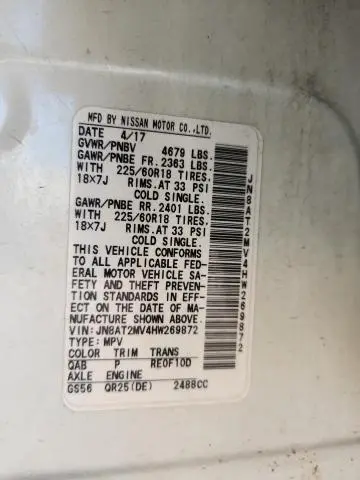 MFD BY NISSAN MOTOR CO.,LTD.
DATE 4/17
GVWR/PNBV 4679 LBS.
GAWR/PNBE FR. 2363 LBS.
WITH 225/60R18 TIRES.
18×7J RIMS.AT 33 PSI
COLD SINGLE.
GAWR/PNBE RR. 2401 LBS.
WITH 225/60R18 TIRES.
18×7J RIMS.AT 33 PSI
COLD SINGLE.
THIS VEHICLE CONFORMS
TO ALL APPLICABLE FED-
ERAL MOTOR VEHICLE SA-
FETY AND THEFT PREVEN-
TION STANDARDS IN EFF-
ECT ON THE DATE OF MA-
NUFACTURE SHOWN ABOVE.
VIN: JN8AT2MV4HW269872
TYPE: MPV
COLOR TRIM TRANS
QAB P RE0F10D
AXLE ENGINE
GS56 QR25(DE) 2488CC
JN8AT2MV4HW269872